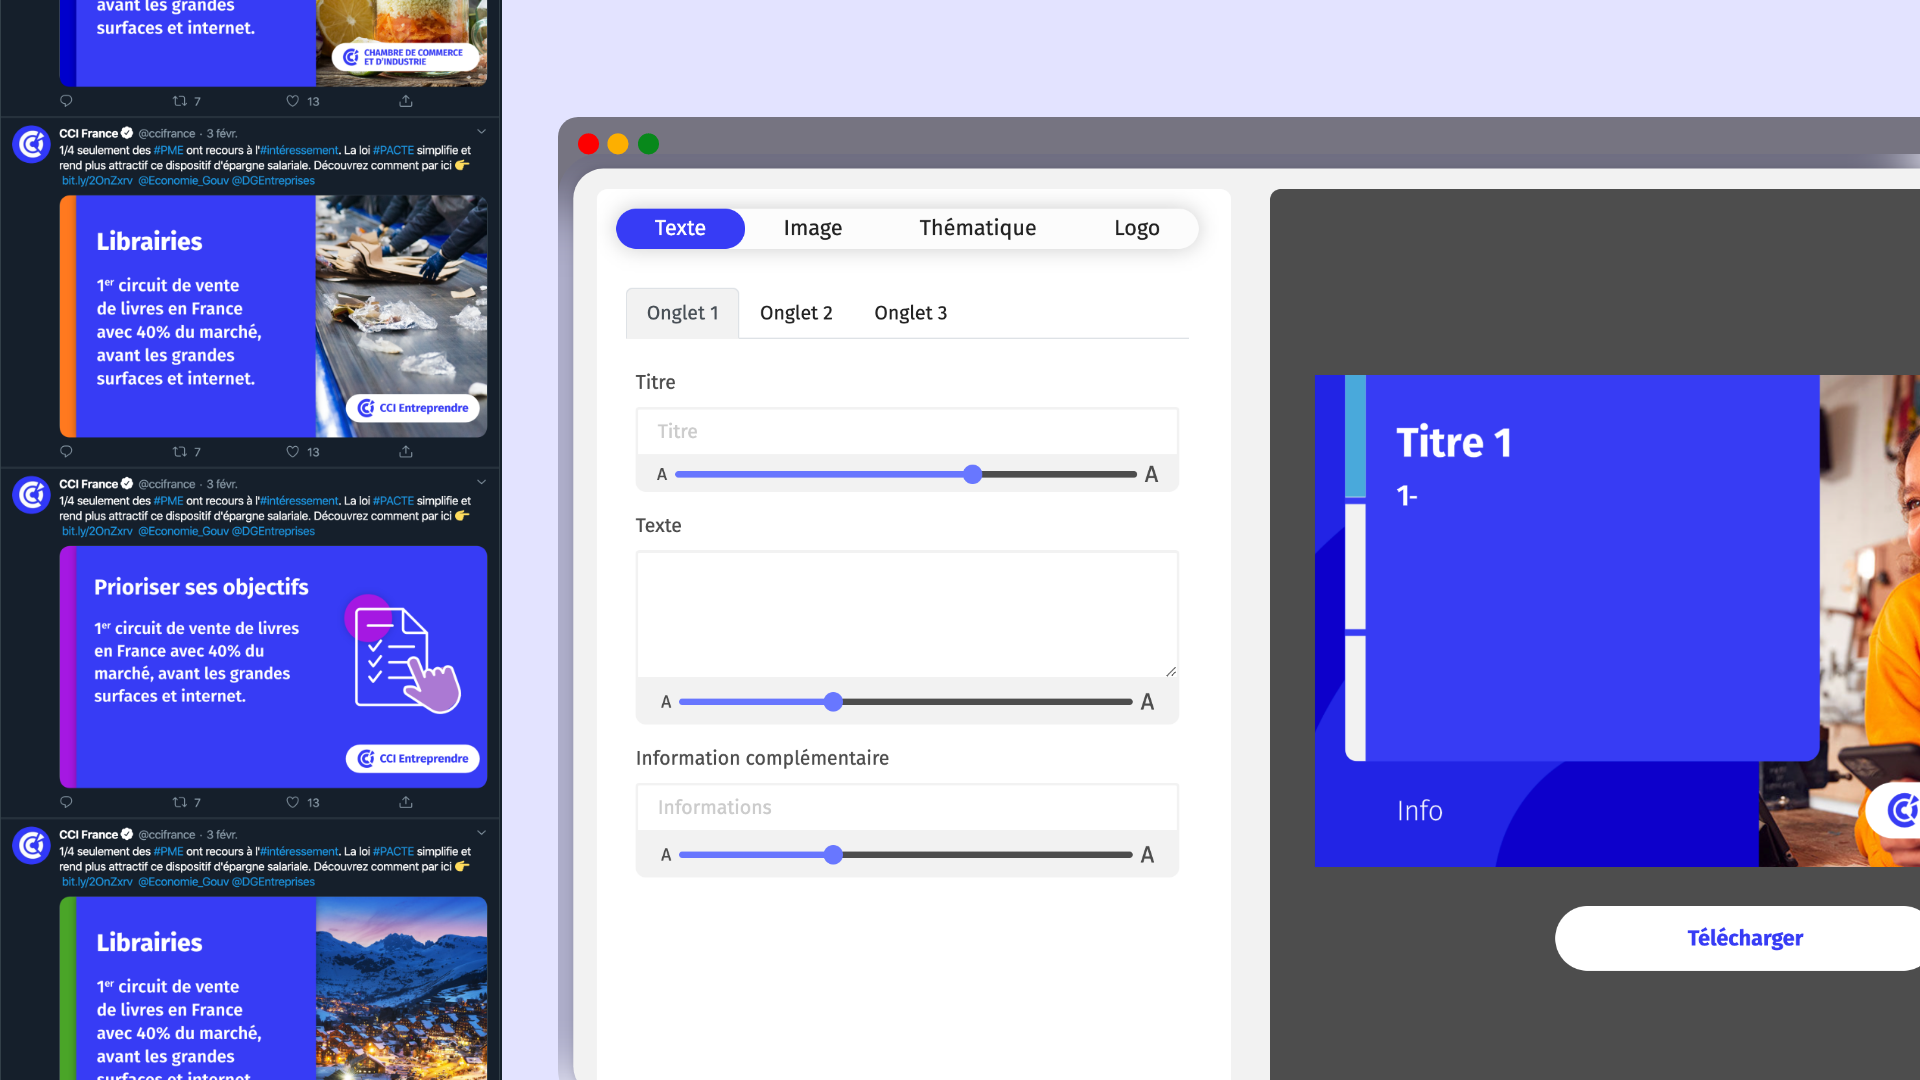 avant les grandes
surfaces et internet.
CHAMBRE DE COMMERCE
ET D'INDUSTRIE
7
13
CCI France @ccifrance · 3 févr.
1/4 seulement des #PME ont recours à l'#intéressement. La loi #PACTE simplifie et
rend plus attractif ce dispositif d'épargne salariale. Découvrez comment par ici 👉
bit.ly/2OnZxrv @Economie_Gouv @DGEntreprises
Librairies
1er circuit de vente
de livres en France
avec 40% du marché,
avant les grandes
surfaces et internet.
CCI Entreprendre
7
13
CCI France @ccifrance · 3 févr.
1/4 seulement des #PME ont recours à l'#intéressement. La loi #PACTE simplifie et
rend plus attractif ce dispositif d'épargne salariale. Découvrez comment par ici 👉
bit.ly/2OnZxrv @Economie_Gouv @DGEntreprises
Prioriser ses objectifs
1er circuit de vente de livres
en France avec 40% du
marché, avant les grandes
surfaces et internet.
CCI Entreprendre
7
13
CCI France @ccifrance · 3 févr.
1/4 seulement des #PME ont recours à l'#intéressement. La loi #PACTE simplifie et
rend plus attractif ce dispositif d'épargne salariale. Découvrez comment par ici 👉
bit.ly/2OnZxrv @Economie_Gouv @DGEntreprises
Librairies
1er circuit de vente
de livres en France
avec 40% du marché,
avant les grandes
surfaces et internet.
Texte
Image
Thématique
Logo
Onglet 1
Onglet 2
Onglet 3
Titre
Titre
A
A
Texte
A
A
Information complémentaire
Informations
A
A
Titre 1
1-
Info
Télécharger